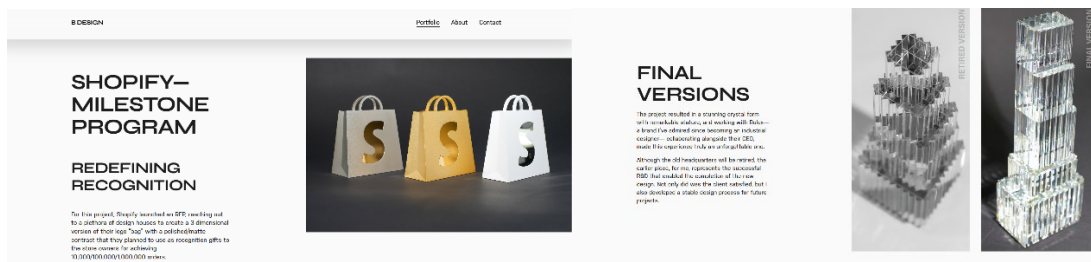 B DESIGN
Portfolio About Contact
SHOPIFY—
MILESTONE
PROGRAM
REDEFINING
RECOGNITION
For this project, Shopify launched an RFP, reaching out
to a plethora of design houses to create a 3 dimensional
version of their logo "bag" with a polished/matte
contrast that they planned to use as recognition gifts to
the store owners for achieving
10,000/100,000/1,000,000 orders.
S
S
S
FINAL
VERSIONS
The project resulted in a stunning crystal form
with remarkable stature, and working with
a brand I've admired since becoming an industrial
designer— collaborating alongside their CEO,
made this experience truly an unforgettable one.
Although the old headquarters will be retired, the
earlier piece, for me, represents the successful
R&D that enabled the completion of the new
design. Not only did was the client satisfied, but I
also developed a stable design process for future
projects.
RETIRED VERSION
FINAL VERSION